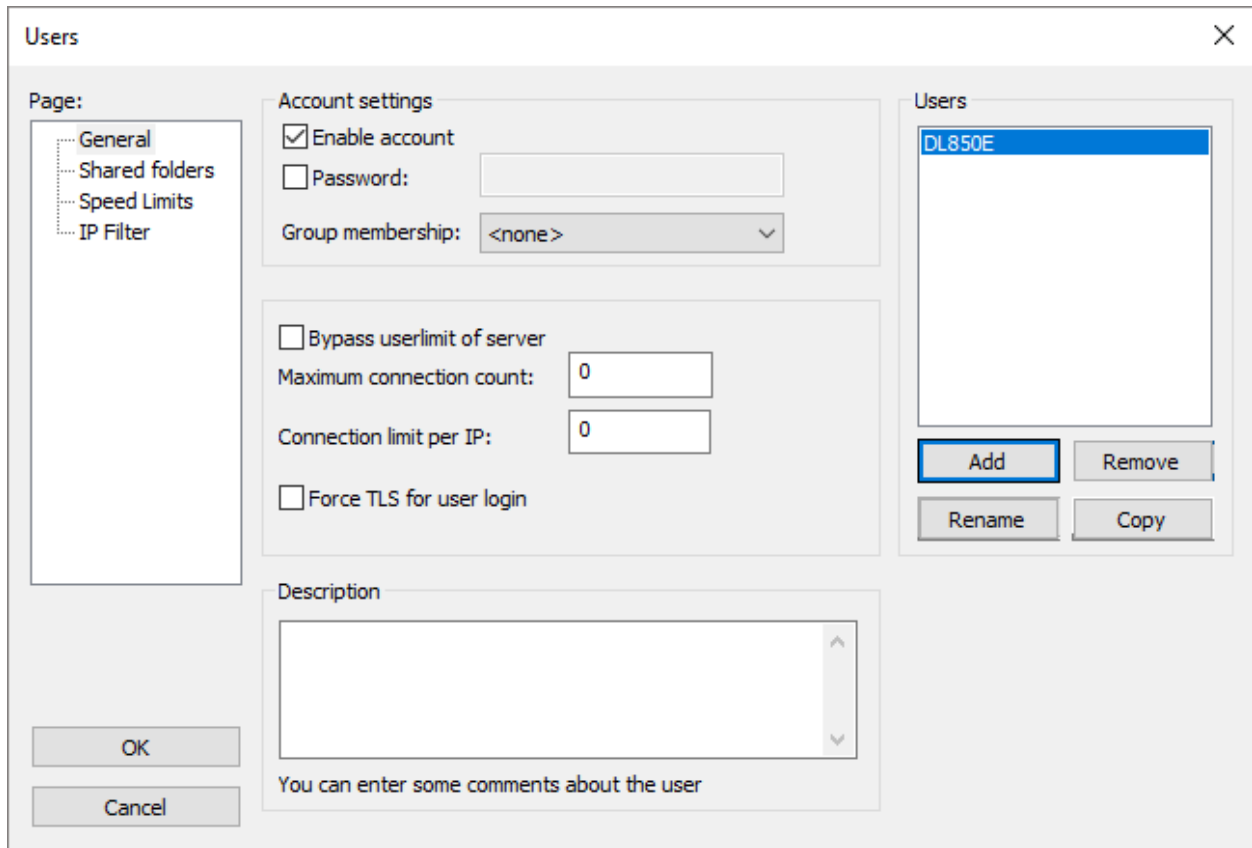 Users
Page:
General
Shared folders
Speed Limits
IP Filter
OK
Cancel
Account settings
Enable account
Password:
Group membership: <none>
Bypass userlimit of server
Maximum connection count: 0
Connection limit per IP: 0
Force TLS for user login
Description
You can enter some comments about the user
Users
DL850E
Add Remove
Rename Copy